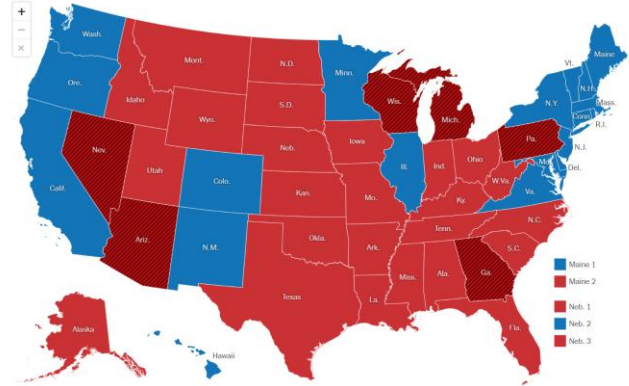 +
−
×
Wash.
Ore.
Calif.
Nev.
Idaho
Mont.
Wyo.
Utah
Ariz.
Colo.
N.M.
N.D.
S.D.
Neb.
Kan.
Okla.
Texas
Minn.
Iowa
Mo.
Ark.
La.
Wis.
Ill.
Mich.
Ind.
Ohio
Ky.
Tenn.
Miss.
Ala.
Ga.
Fla.
S.C.
N.C.
Va.
W.Va.
Pa.
Md.
Del.
N.J.
N.Y.
Conn.
R.I.
Mass.
Vt.
N.H.
Maine
Alaska
Hawaii
Maine 1
Maine 2
Neb. 1
Neb. 2
Neb. 3